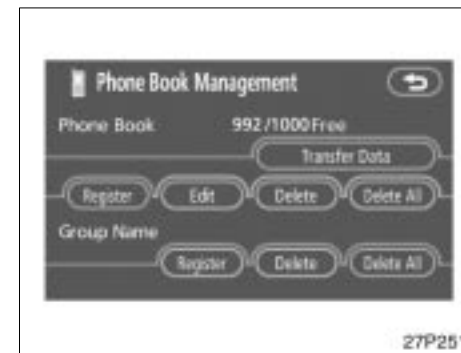 Phone Book Management
Phone Book 992/1000Free
Transfer Data
Register Edit Delete Delete All
Group Name
Register Delete Delete All
27P251